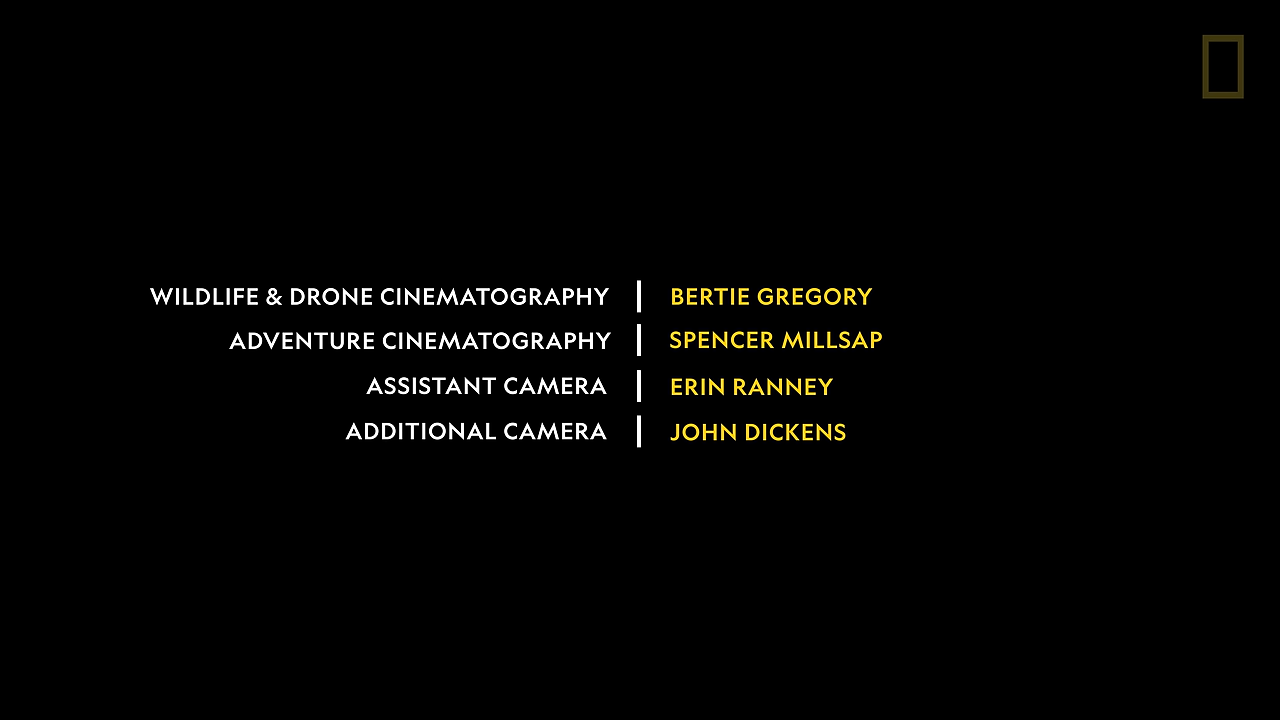 WILDLIFE & DRONE CINEMATOGRAPHY | BERTIE GREGORY
ADVENTURE CINEMATOGRAPHY | SPENCER MILLSAP
ASSISTANT CAMERA | ERIN RANNEY
ADDITIONAL CAMERA | JOHN DICKENS